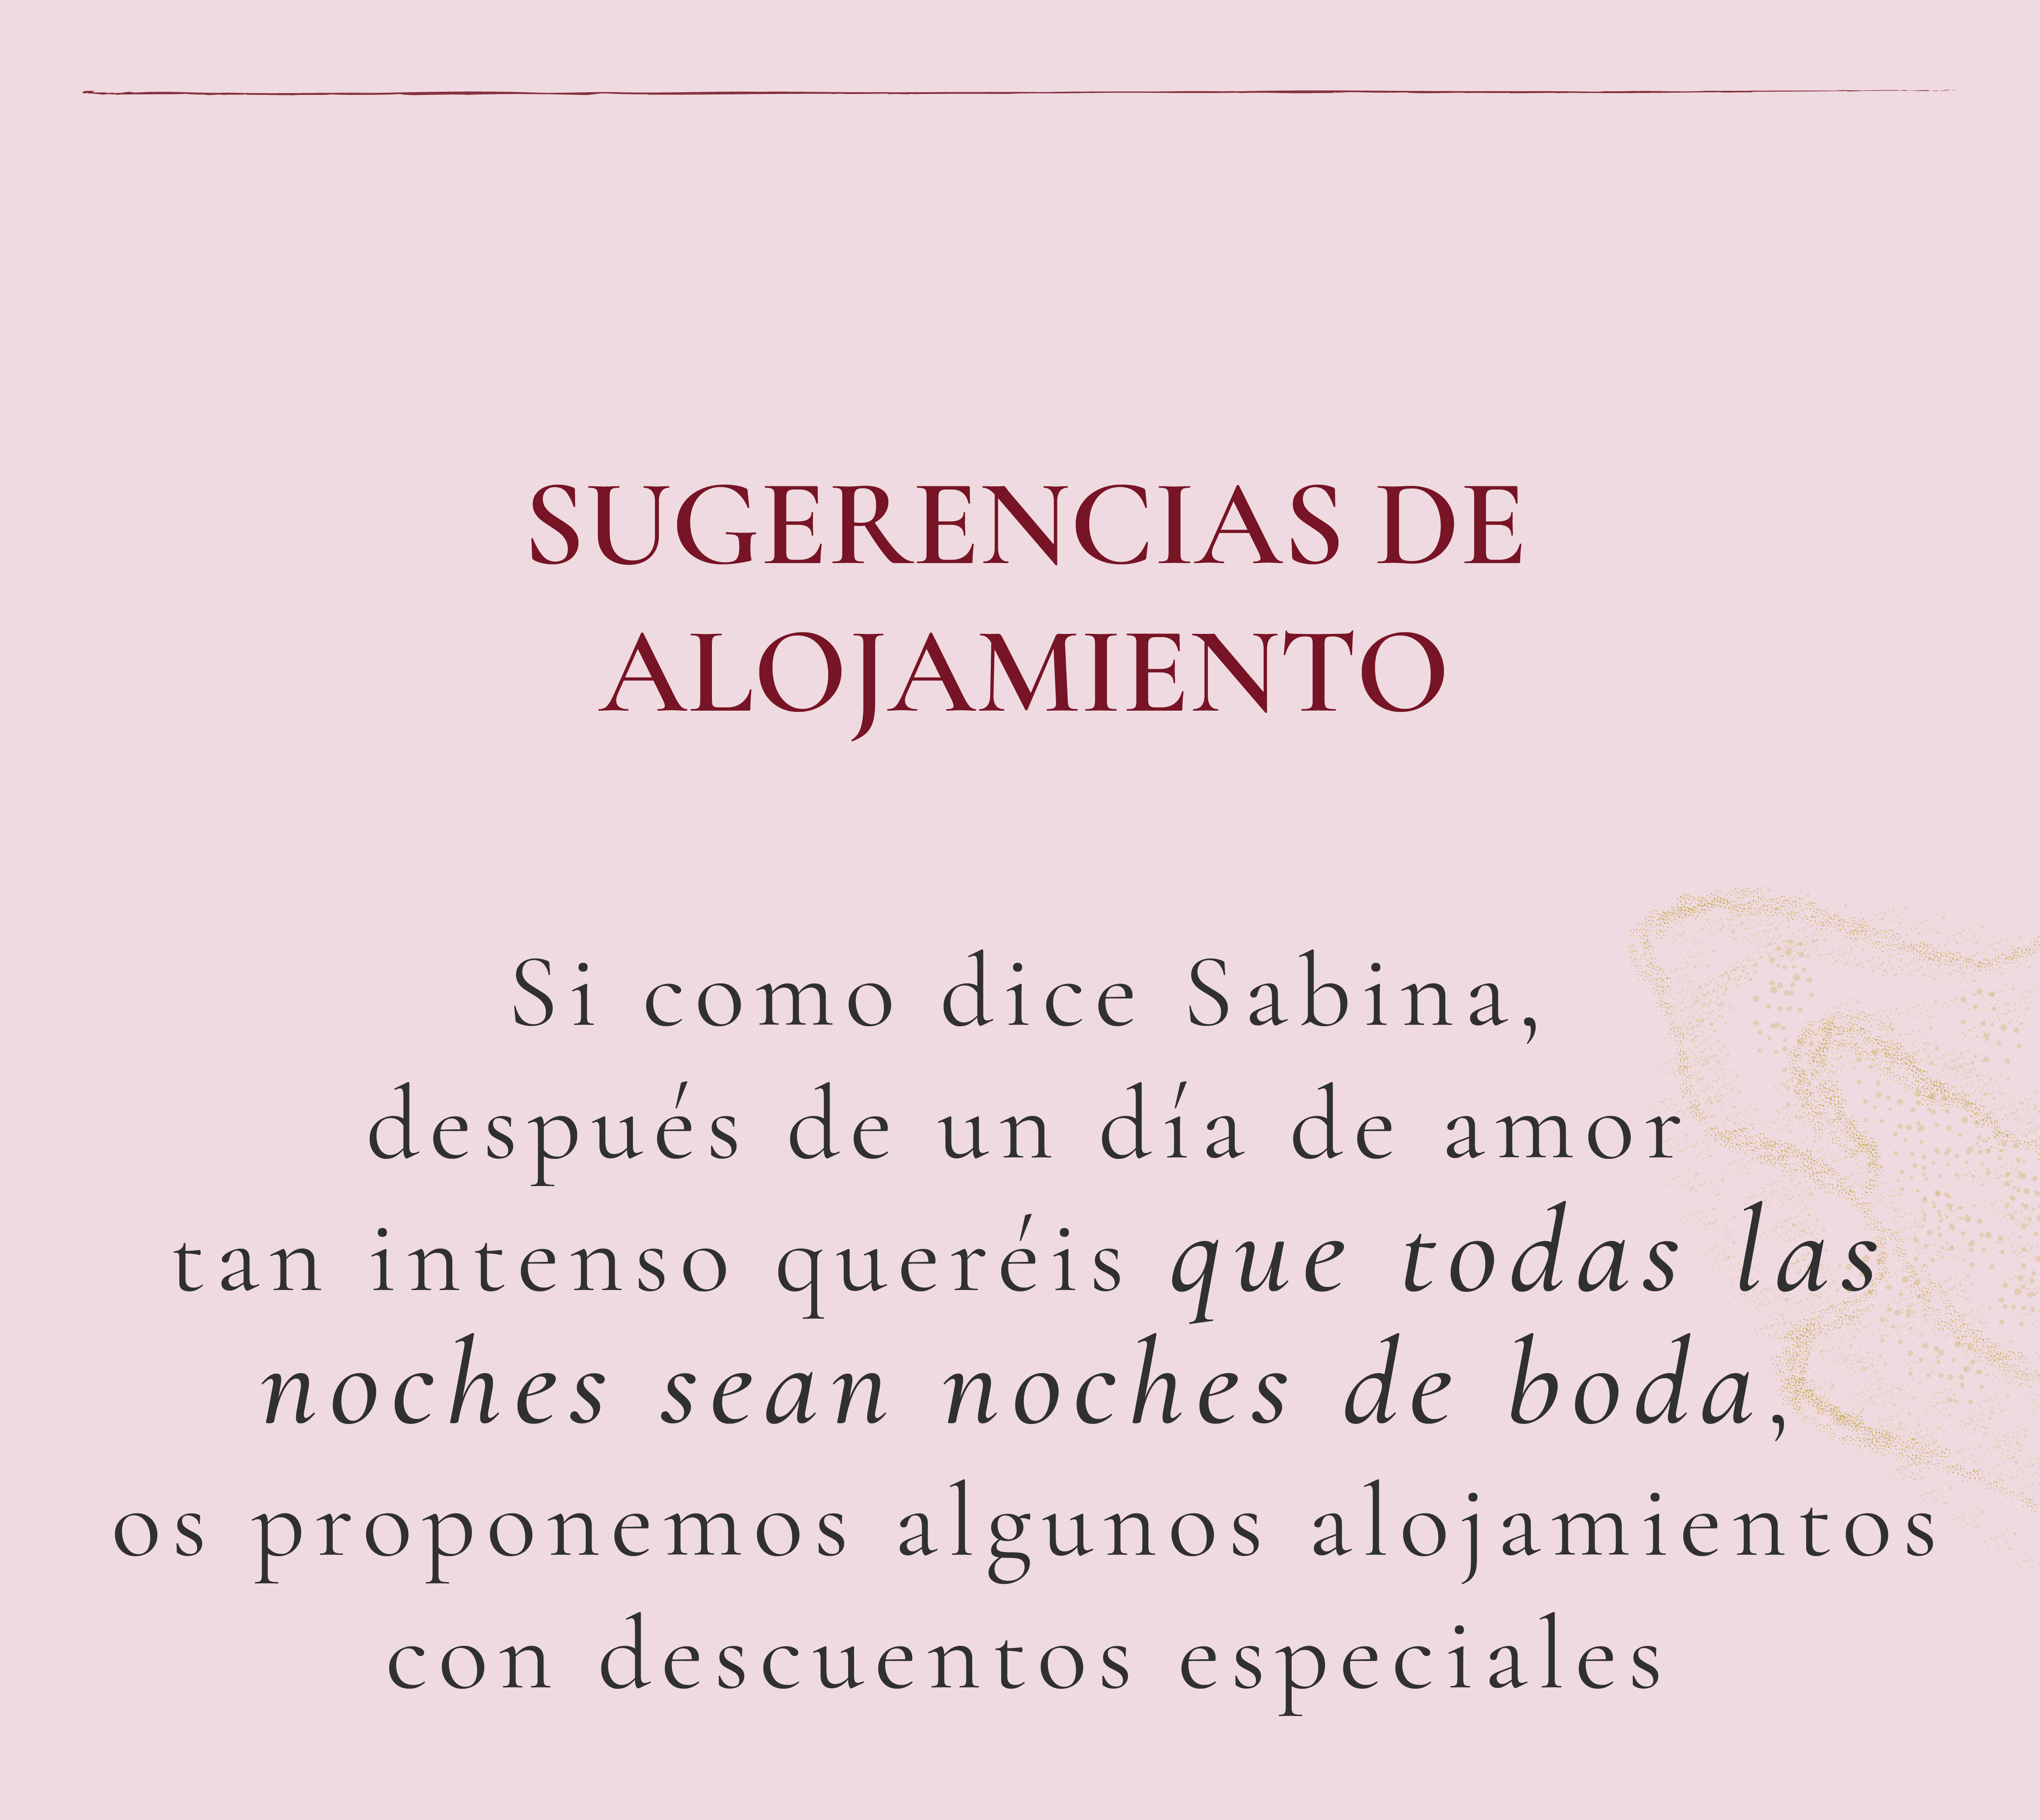 SUGERENCIAS DE
ALOJAMIENTO
Si como dice Sabina,
después de un día de amor
tan intenso queréis que todas las
noches sean noches de boda,
os proponemos algunos alojamientos
con descuentos especiales